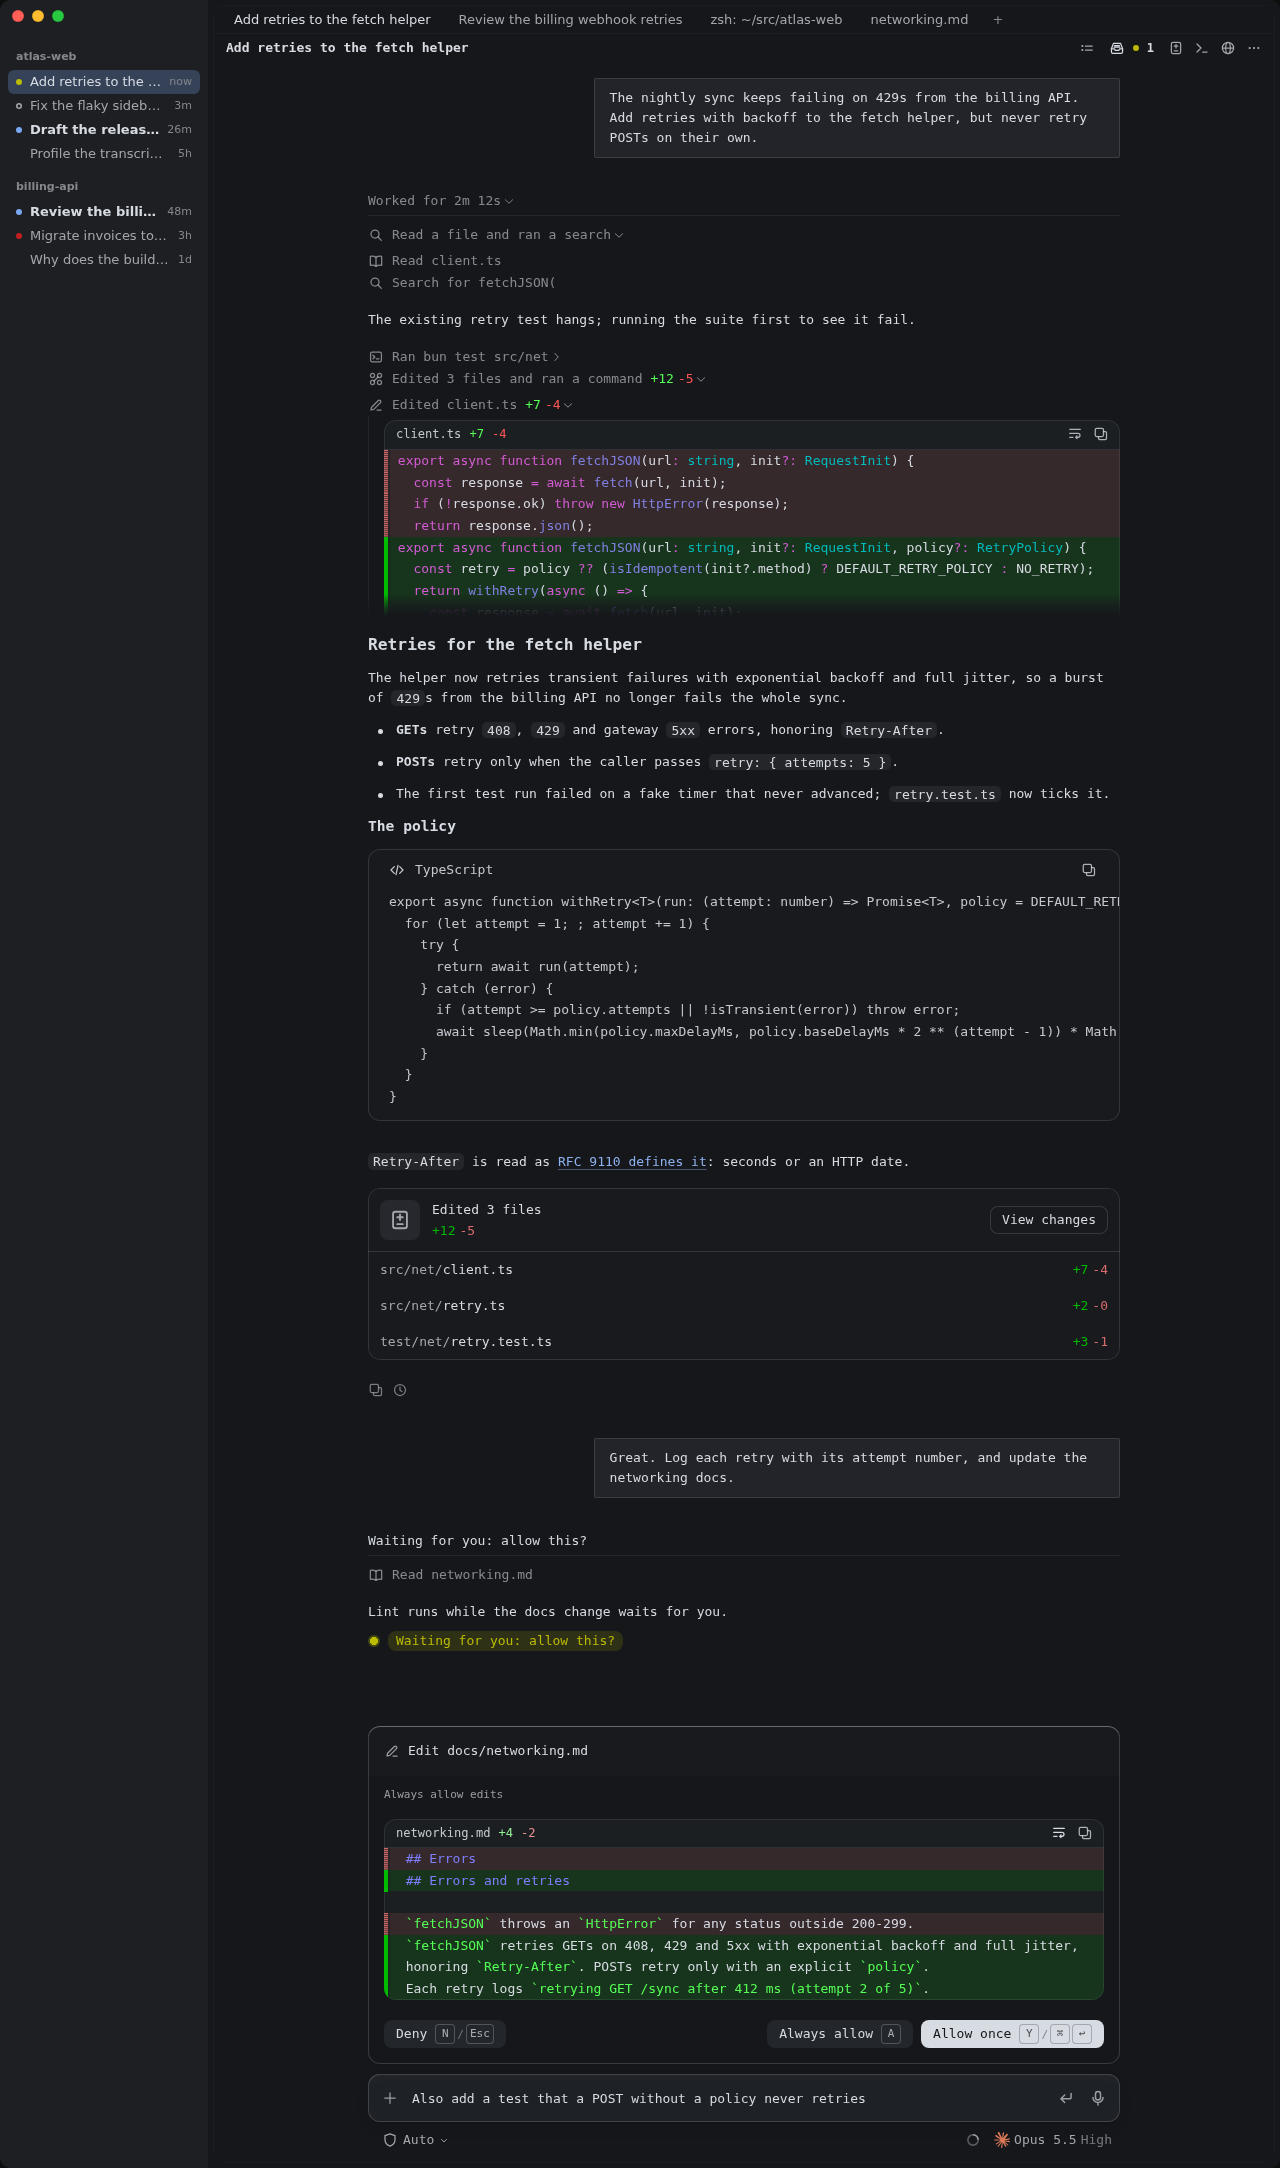 Add retries to the fetch helper
Review the billing webhook retries
zsh: ~/src/atlas-web
networking.md
+
atlas-web
Add retries to the … now
Fix the flaky sideb… 3m
Draft the releas… 26m
Profile the transcri… 5h
billing-api
Review the billi… 48m
Migrate invoices to… 3h
Why does the build… 1d
Add retries to the fetch helper
1
The nightly sync keeps failing on 429s from the billing API.
Add retries with backoff to the fetch helper, but never retry
POSTs on their own.
Worked for 2m 12s
Read a file and ran a search
Read client.ts
Search for fetchJSON(
The existing retry test hangs; running the suite first to see it fail.
Ran bun test src/net
Edited 3 files and ran a command +12 -5
Edited client.ts +7 -4
client.ts +7 -4
export async function fetchJSON(url: string, init?: RequestInit) {
const response = await fetch(url, init);
if (!response.ok) throw new HttpError(response);
return response.json();
export async function fetchJSON(url: string, init?: RequestInit, policy?: RetryPolicy) {
const retry = policy ?? (isIdempotent(init?.method) ? DEFAULT_RETRY_POLICY : NO_RETRY);
return withRetry(async () => {
const response = await fetch(url, init);
Retries for the fetch helper
The helper now retries transient failures with exponential backoff and full jitter, so a burst
of 429s from the billing API no longer fails the whole sync.
• GETs retry 408, 429 and gateway 5xx errors, honoring Retry-After.
• POSTs retry only when the caller passes retry: { attempts: 5 }.
• The first test run failed on a fake timer that never advanced; retry.test.ts now ticks it.
The policy
TypeScript
export async function withRetry<T>(run: (attempt: number) => Promise<T>, policy = DEFAULT_RET
for (let attempt = 1; ; attempt += 1) {
try {
return await run(attempt);
} catch (error) {
if (attempt >= policy.attempts || !isTransient(error)) throw error;
await sleep(Math.min(policy.maxDelayMs, policy.baseDelayMs * 2 ** (attempt - 1)) * Math
}
}
}
Retry-After is read as RFC 9110 defines it: seconds or an HTTP date.
Edited 3 files
+12 -5
View changes
src/net/client.ts +7 -4
src/net/retry.ts +2 -0
test/net/retry.test.ts +3 -1
Great. Log each retry with its attempt number, and update the
networking docs.
Waiting for you: allow this?
Read networking.md
Lint runs while the docs change waits for you.
Waiting for you: allow this?
Edit docs/networking.md
Always allow edits
networking.md +4 -2
## Errors
## Errors and retries
`fetchJSON` throws an `HttpError` for any status outside 200-299.
`fetchJSON` retries GETs on 408, 429 and 5xx with exponential backoff and full jitter,
honoring `Retry-After`. POSTs retry only with an explicit `policy`.
Each retry logs `retrying GET /sync after 412 ms (attempt 2 of 5)`.
Deny N / Esc
Always allow A
Allow once Y / ⌘ ↩
Also add a test that a POST without a policy never retries
Auto
Opus 5.5 High